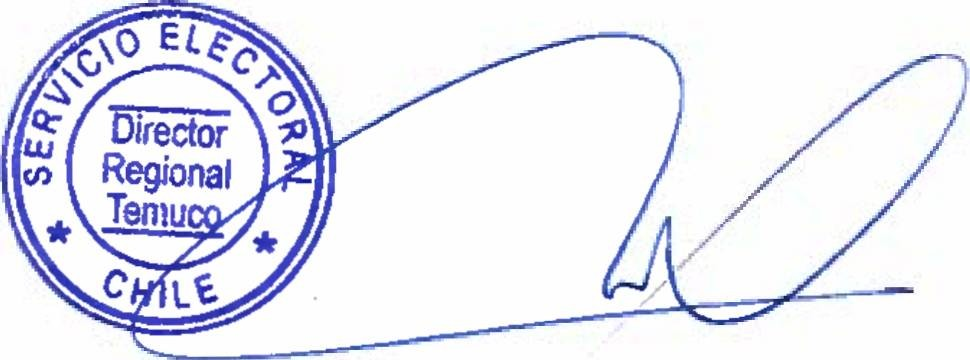 SERVICIO ELECTORAL
Director
Regional
Temuco
* CHILE *